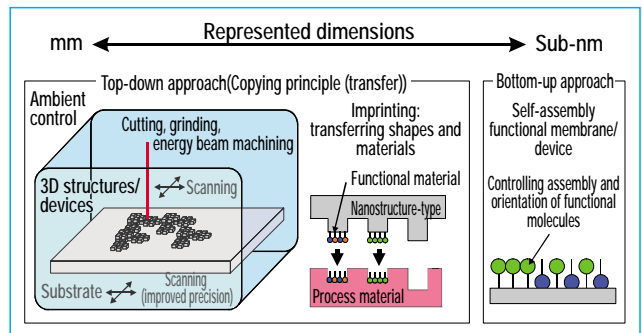 Represented dimensions
mm
Sub-nm
Top-down approach(Copying principle (transfer))
Ambient
control
Cutting, grinding,
energy beam machining
3D structures/
devices
Scanning
Substrate
Scanning
(improved precision)
Imprinting:
transferring shapes and
materials
Functional material
Nanostructure-type
Process material
Bottom-up approach
Self-assembly
functional membrane/
device
Controlling assembly and
orientation of functional
molecules